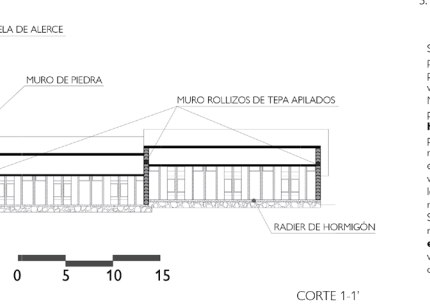 ELA DE ALERCE
MURO DE PIEDRA
MURO ROLLIZOS DE TEPA APILADOS
RADIER DE HORMIGÓN
0 5 10 15
CORTE 1-1'